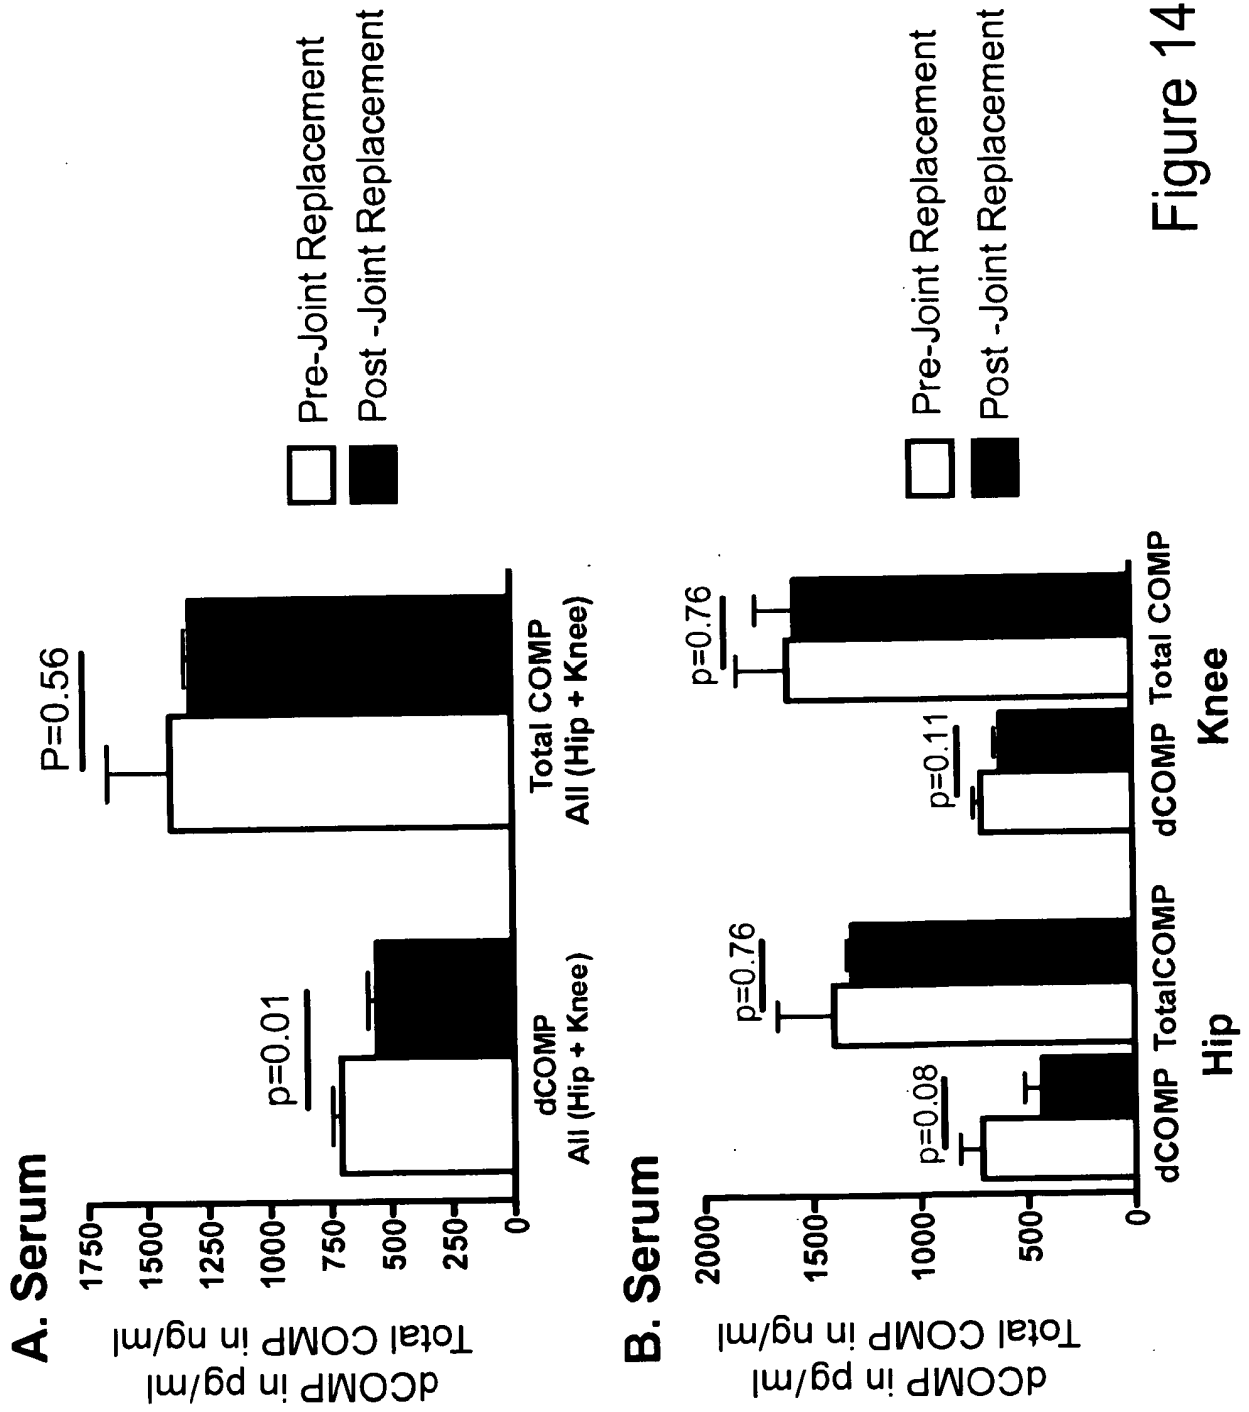 A. Serum
dCOMP in pg/ml
Total COMP in ng/ml
1750
1500
1250
1000
750
500
250
0
p=0.01
P=0.56
dCOMP
All (Hip + Knee)
Total COMP
All (Hip + Knee)
Pre-Joint Replacement
Post -Joint Replacement
B. Serum
dCOMP in pg/ml
Total COMP in ng/ml
2000
1500
1000
500
0
p=0.08
p=0.76
p=0.11
p=0.76
dCOMP TotalCOMP dCOMP Total COMP
Hip Knee
Pre-Joint Replacement
Post -Joint Replacement
Figure 14